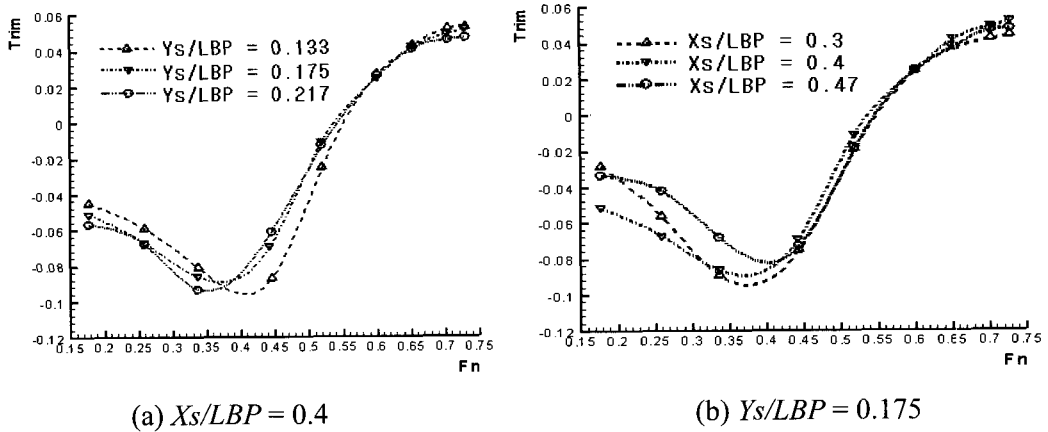 Trim
0.06
0.04
0.02
0
-0.02
-0.04
-0.06
-0.08
-0.1
-0.12
0.15 0.2 0.25 0.3 0.35 0.4 0.45 0.5 0.55 0.6 0.65 0.7 0.75
Fn
Ys/LBP = 0.133
Ys/LBP = 0.175
Ys/LBP = 0.217
(a) Xs/LBP = 0.4
Trim
0.06
0.04
0.02
0
-0.02
-0.04
-0.06
-0.08
-0.1
-0.12
0.15 0.2 0.25 0.3 0.35 0.4 0.45 0.5 0.55 0.6 0.65 0.7 0.75
Fn
Xs/LBP = 0.3
Xs/LBP = 0.4
Xs/LBP = 0.47
(b) Ys/LBP = 0.175